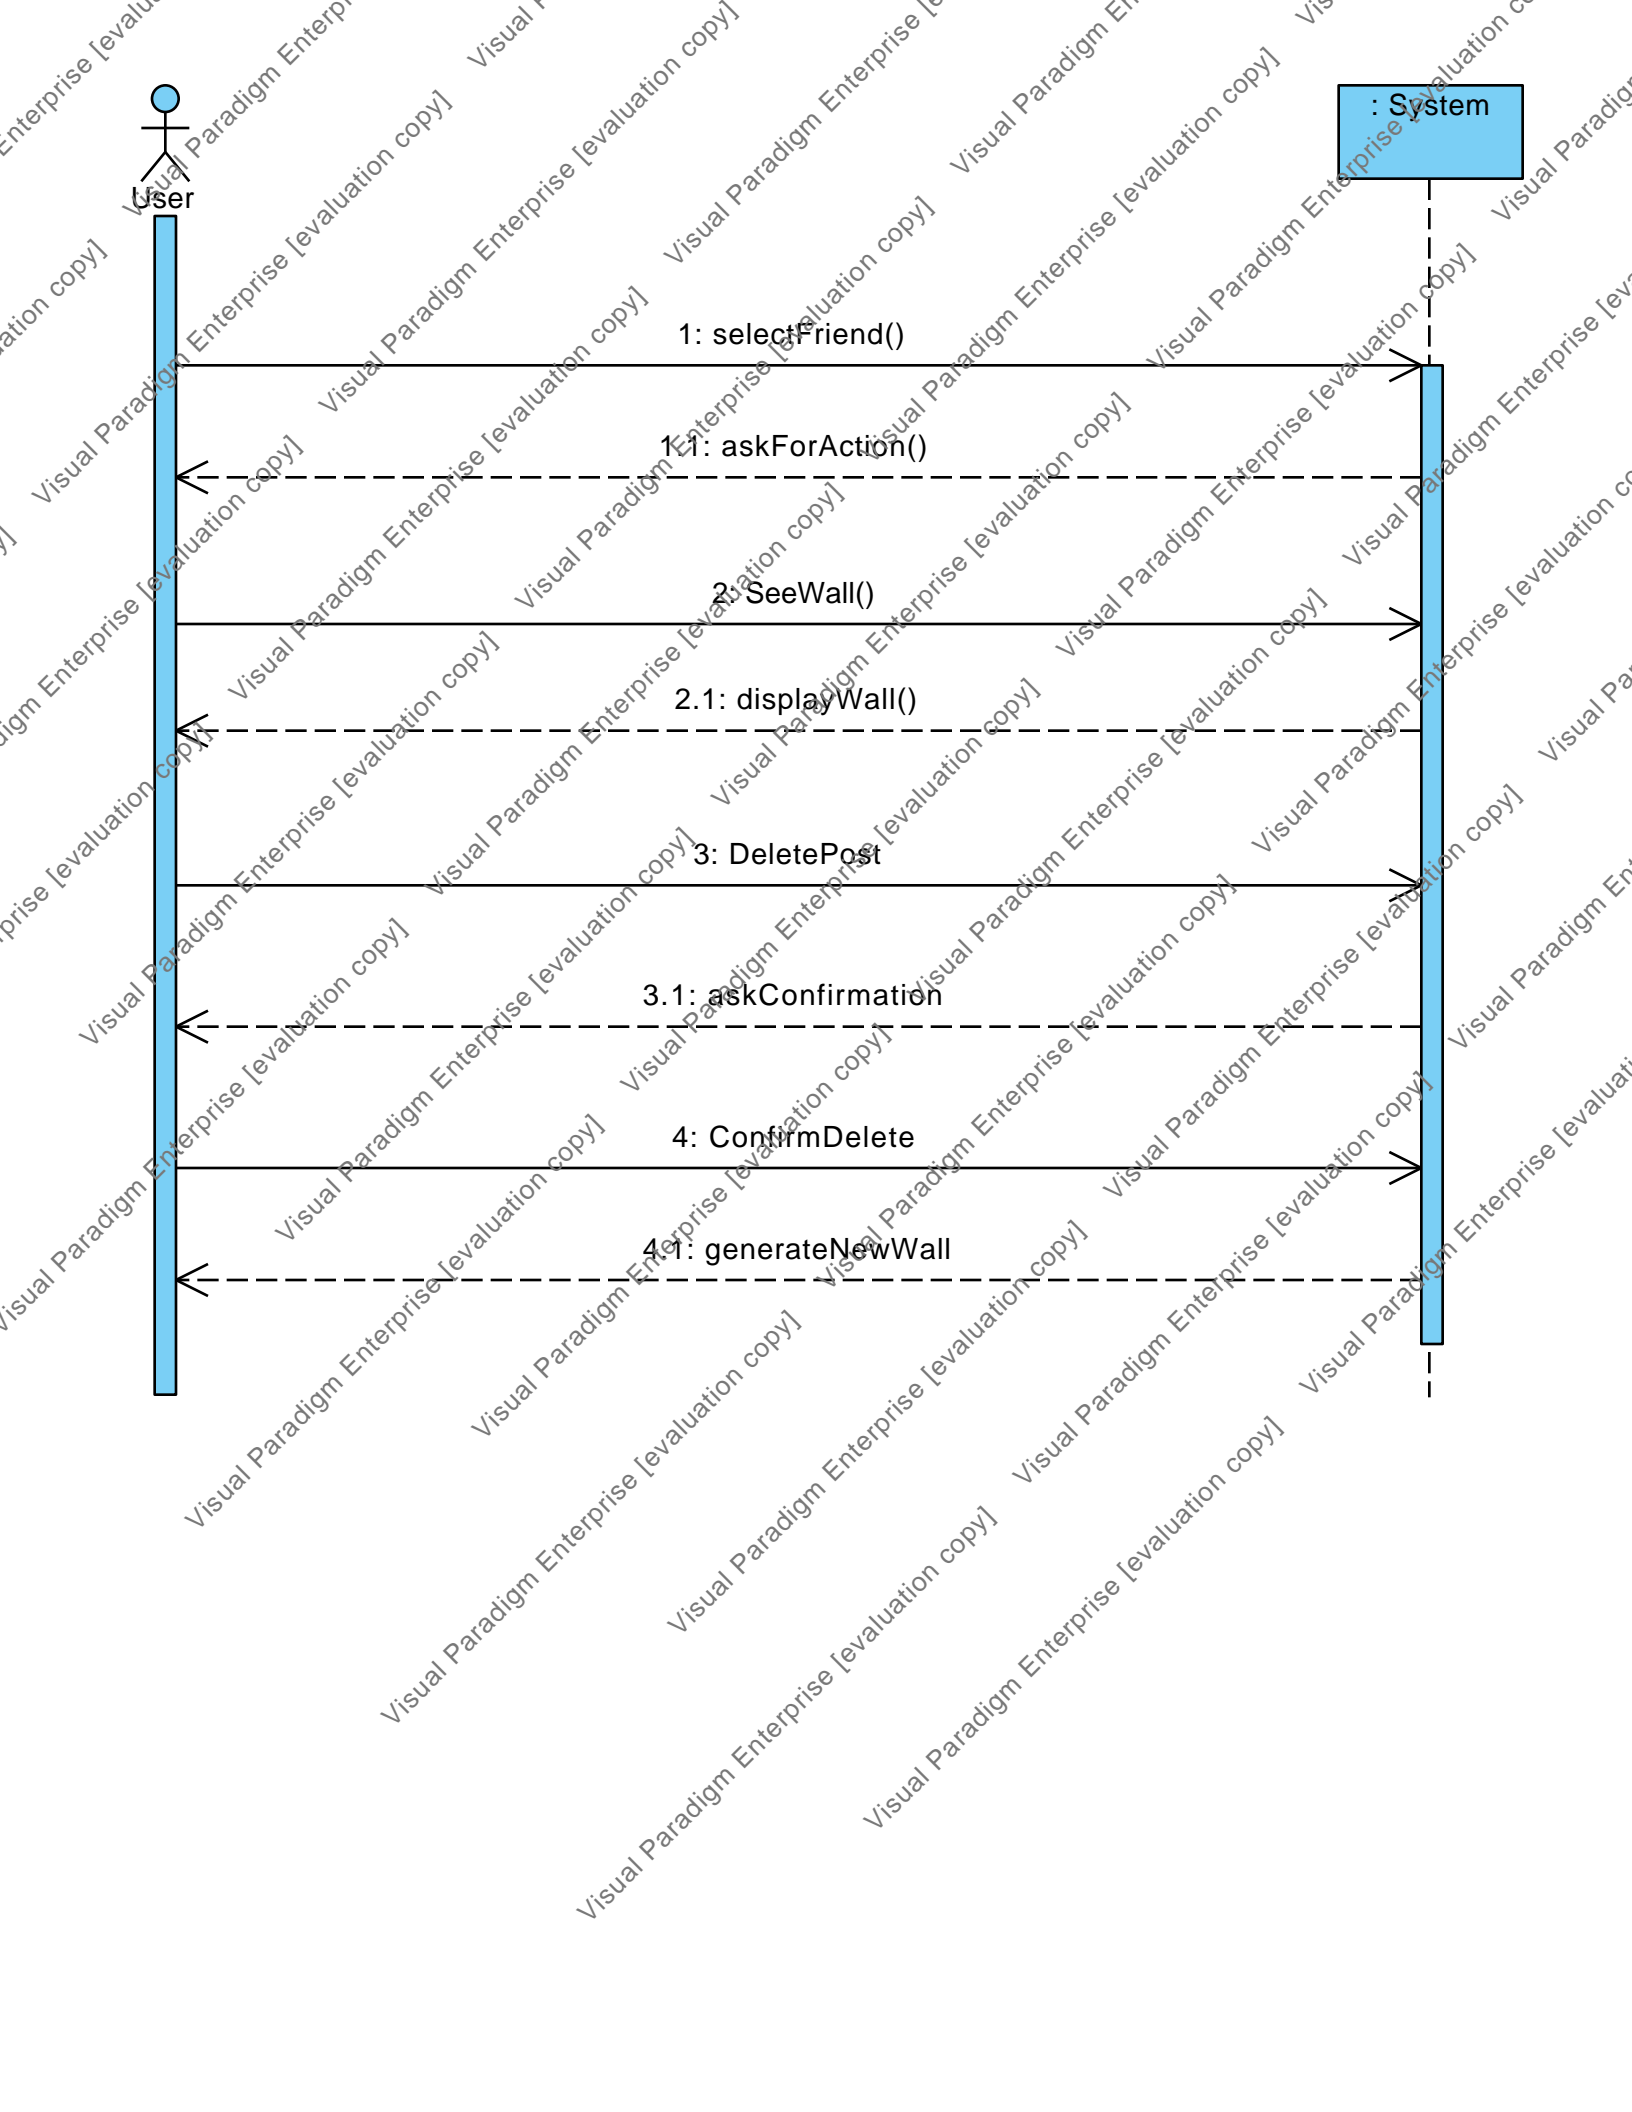 User
: System
1: selectFriend()
1.1: askForAction()
2: SeeWall()
2.1: displayWall()
3: DeletePost
3.1: askConfirmation
4: ConfirmDelete
4.1: generateNewWall
Visual Paradigm Enterprise [evaluation copy]